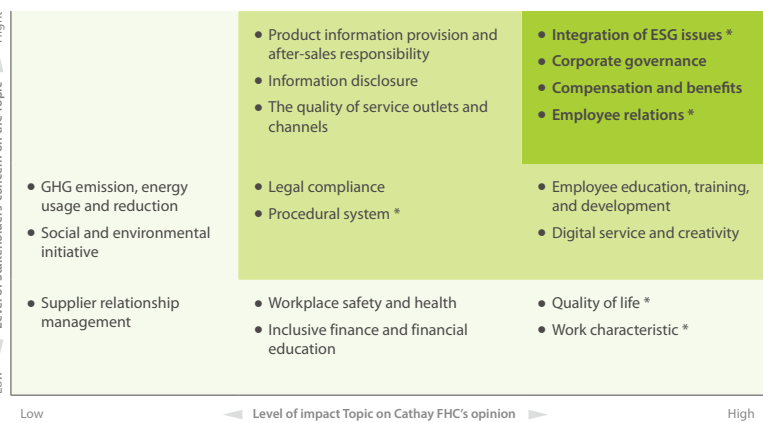 • Product information provision and
after-sales responsibility
• Information disclosure
• The quality of service outlets and
channels
• Integration of ESG issues *
• Corporate governance
• Compensation and benefits
• Employee relations *
• GHG emission, energy
usage and reduction
• Social and environmental
initiative
• Legal compliance
• Procedural system *
• Employee education, training,
and development
• Digital service and creativity
• Supplier relationship
management
• Workplace safety and health
• Inclusive finance and financial
education
• Quality of life *
• Work characteristic *
Low
Level of impact Topic on Cathay FHC's opinion
High